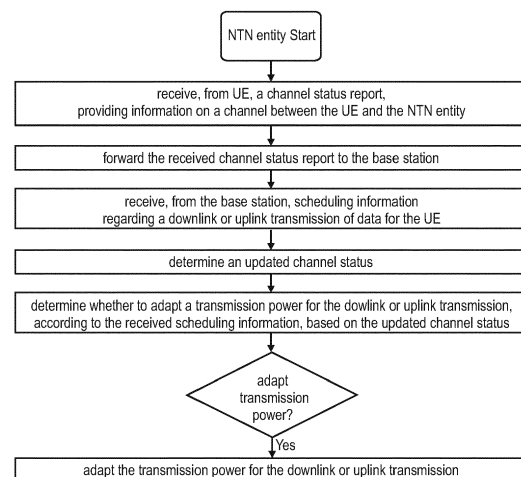 NTN entity Start
receive, from UE, a channel status report,
providing information on a channel between the UE and the NTN entity
forward the received channel status report to the base station
receive, from the base station, scheduling information
regarding a downlink or uplink transmission of data for the UE
determine an updated channel status
determine whether to adapt a transmission power for the dowlink or uplink transmission,
according to the received scheduling information, based on the updated channel status
adapt
transmission
power?
Yes
adapt the transmission power for the downlink or uplink transmission